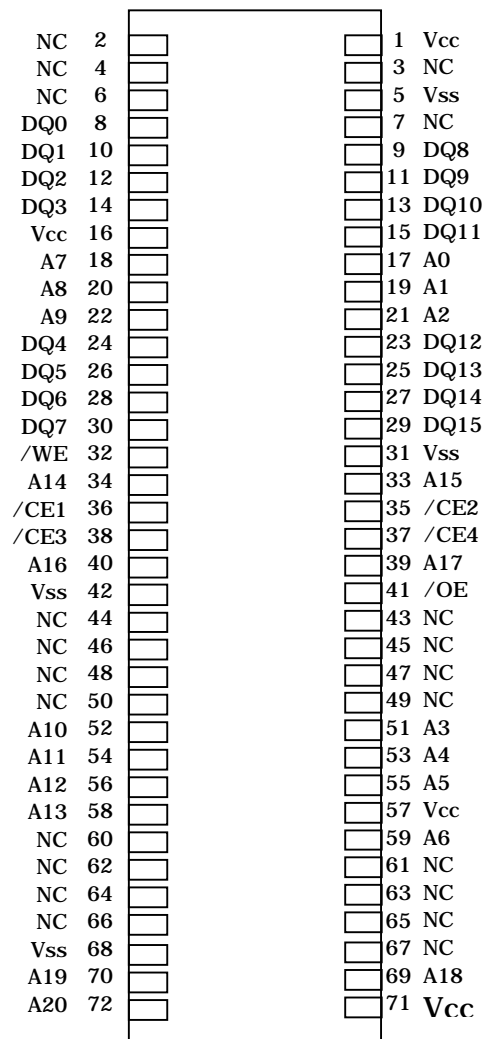 NC 2 1 Vcc
NC 4 3 NC
NC 6 5 Vss
DQ0 8 7 NC
DQ1 10 9 DQ8
DQ2 12 11 DQ9
DQ3 14 13 DQ10
Vcc 16 15 DQ11
A7 18 17 A0
A8 20 19 A1
A9 22 21 A2
DQ4 24 23 DQ12
DQ5 26 25 DQ13
DQ6 28 27 DQ14
DQ7 30 29 DQ15
/WE 32 31 Vss
A14 34 33 A15
/CE1 36 35 /CE2
/CE3 38 37 /CE4
A16 40 39 A17
Vss 42 41 /OE
NC 44 43 NC
NC 46 45 NC
NC 48 47 NC
NC 50 49 NC
A10 52 51 A3
A11 54 53 A4
A12 56 55 A5
A13 58 57 Vcc
NC 60 59 A6
NC 62 61 NC
NC 64 63 NC
NC 66 65 NC
Vss 68 67 NC
A19 70 69 A18
A20 72 71 Vcc